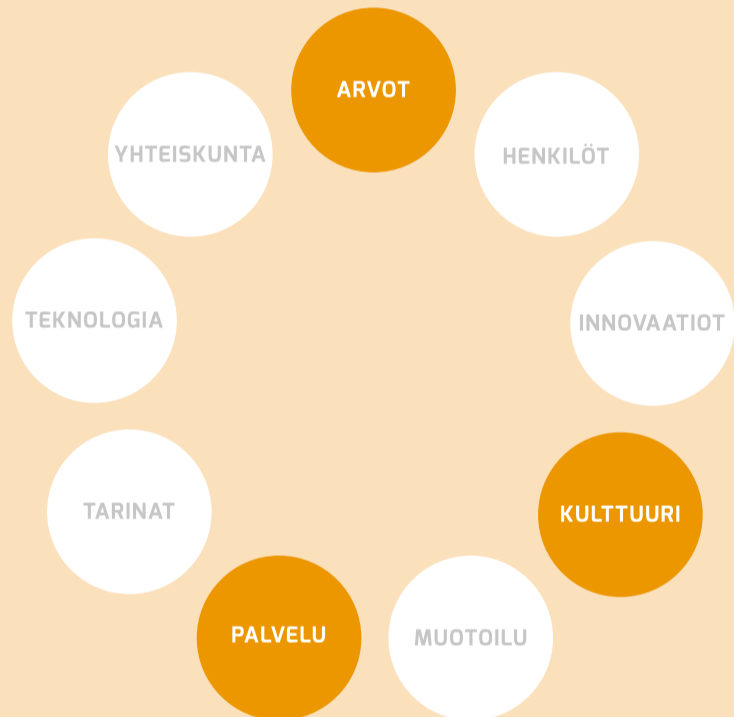 ARVOT
HENKILÖT
INNOVAATIOT
KULTTUURI
MUOTOILU
PALVELU
TARINAT
TEKNOLOGIA
YHTEISKUNTA